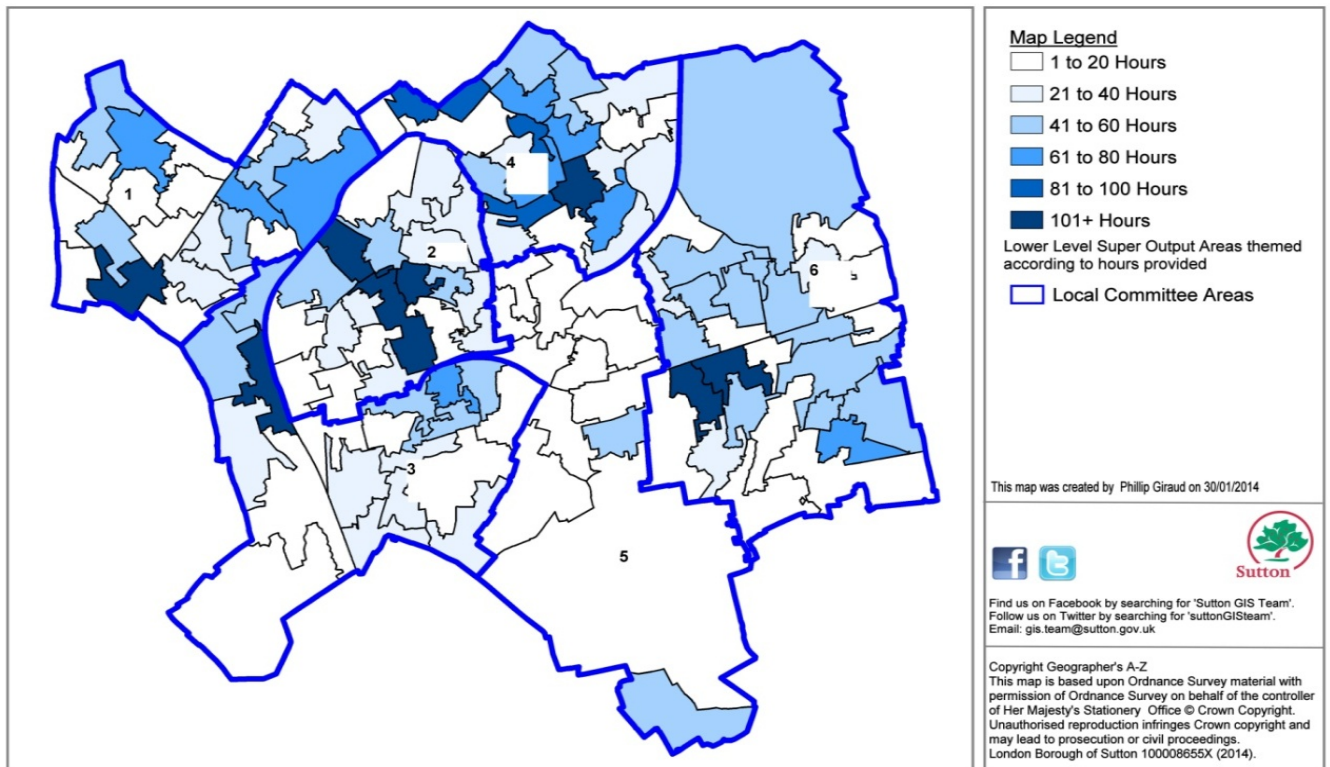 1
2
3
4
5
6
Map Legend
1 to 20 Hours
21 to 40 Hours
41 to 60 Hours
61 to 80 Hours
81 to 100 Hours
101+ Hours
Lower Level Super Output Areas themed
according to hours provided
Local Committee Areas
This map was created by Phillip Giraud on 30/01/2014
f t
Sutton
Find us on Facebook by searching for 'Sutton GIS Team'.
Follow us on Twitter by searching for 'suttonGISteam'.
Email: gis.team@sutton.gov.uk
Copyright Geographer's A-Z
This map is based upon Ordnance Survey material with
permission of Ordnance Survey on behalf of the controller
of Her Majesty's Stationery Office © Crown Copyright.
Unauthorised reproduction infringes Crown copyright and
may lead to prosecution or civil proceedings.
London Borough of Sutton 100008655X (2014).